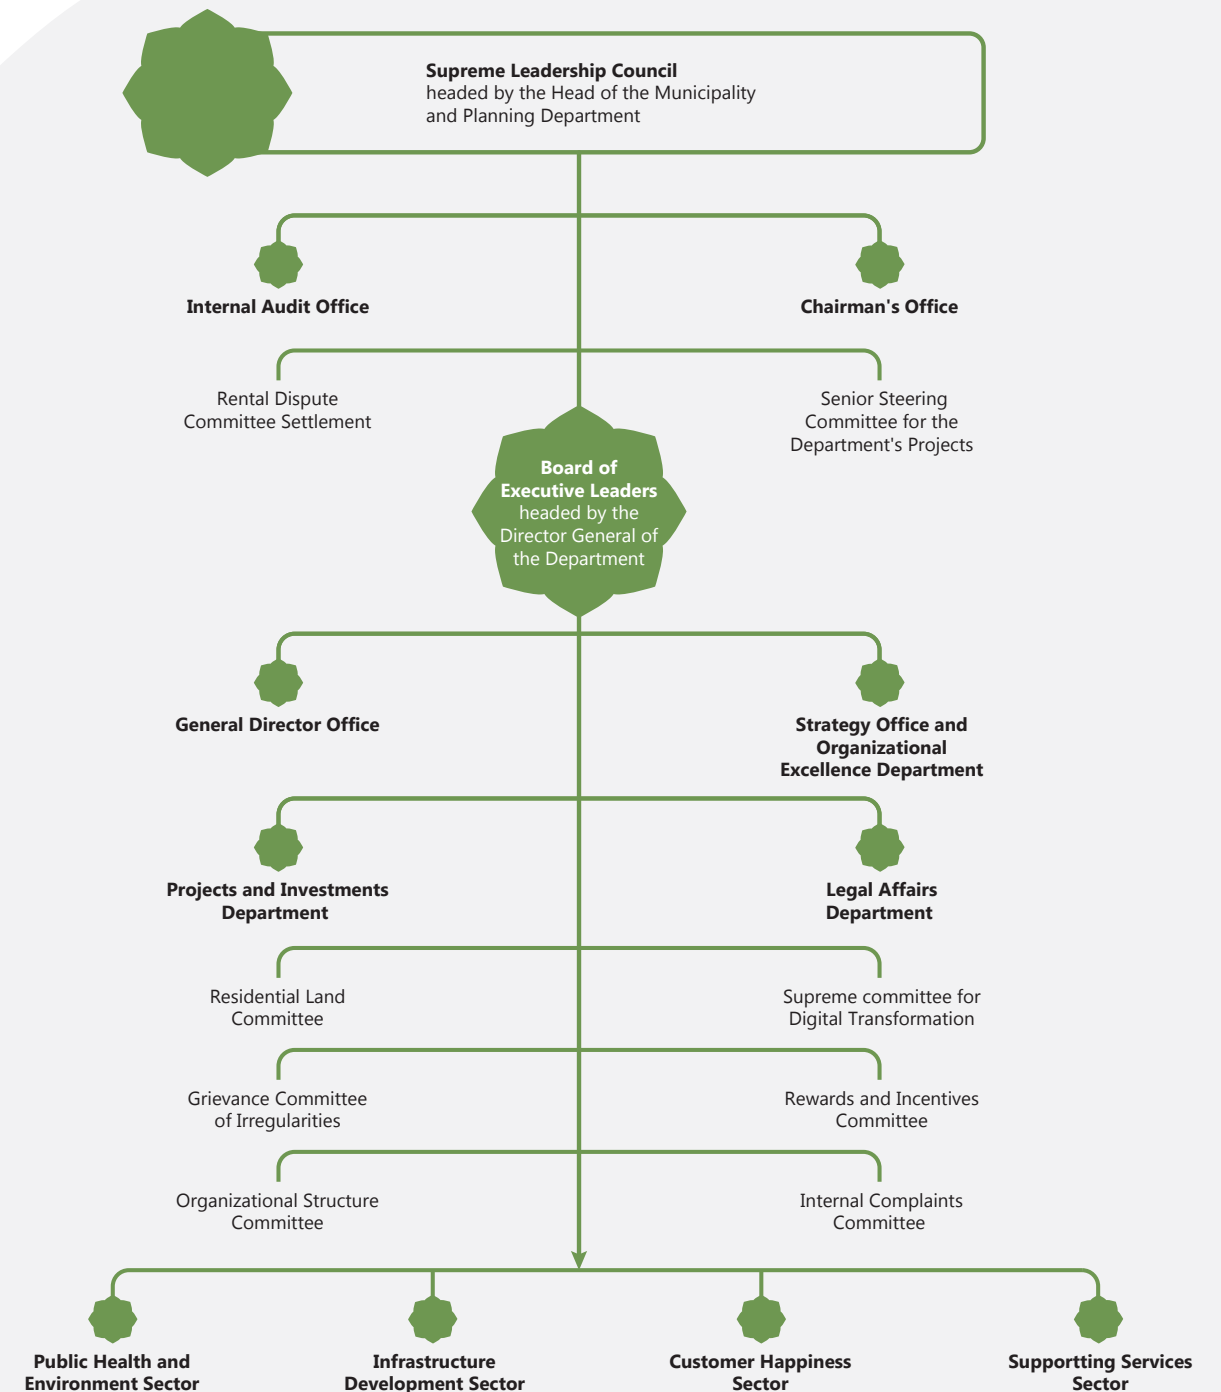 Supreme Leadership Council
headed by the Head of the Municipality
and Planning Department
Internal Audit Office
Chairman's Office
Rental Dispute
Committee Settlement
Senior Steering
Committee for the
Department's Projects
Board of
Executive Leaders
headed by the
Director General of
the Department
General Director Office
Strategy Office and
Organizational
Excellence Department
Projects and Investments
Department
Legal Affairs
Department
Residential Land
Committee
Supreme committee for
Digital Transformation
Grievance Committee
of Irregularities
Rewards and Incentives
Committee
Organizational Structure
Committee
Internal Complaints
Committee
Public Health and
Environment Sector
Infrastructure
Development Sector
Customer Happiness
Sector
Supportting Services
Sector